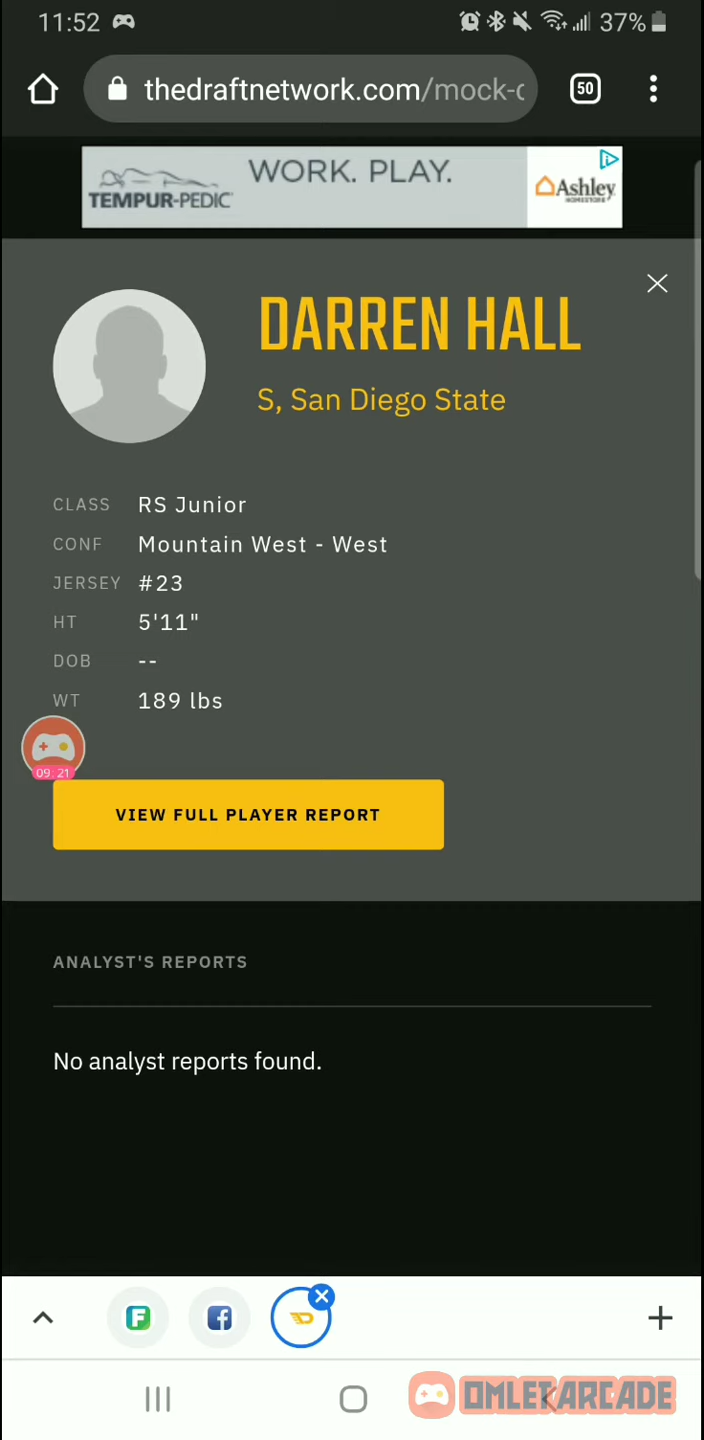 11:52 37%
thedraftnetwork.com/mock-c 50
TEMPUR-PEDIC WORK. PLAY. Ashley
HOMESTORE
DARREN HALL
S, San Diego State
CLASS RS Junior
CONF Mountain West - West
JERSEY #23
HT 5'11"
DOB --
WT 189 lbs
09:21
VIEW FULL PLAYER REPORT
ANALYST'S REPORTS
No analyst reports found.
OMLET ARCADE